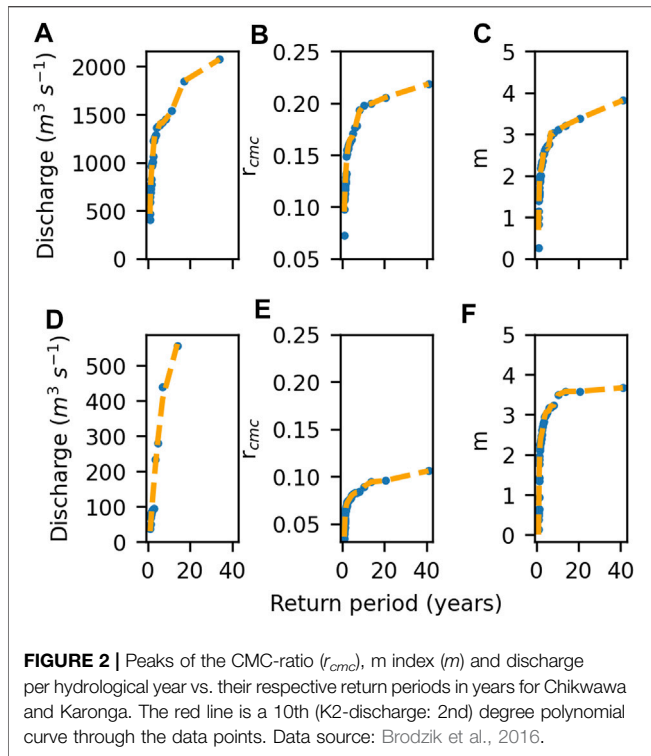 A
B
C
2000
1500
1000
500
0
Discharge (m³ s⁻¹)
0.25
0.20
0.15
0.10
0.05
r_cmc
5
4
3
2
1
0
m
D
E
F
500
400
300
200
100
0
Discharge (m³ s⁻¹)
0.25
0.20
0.15
0.10
0.05
r_cmc
5
4
3
2
1
0
m
0 20 40
0 20 40
0 20 40
Return period (years)
FIGURE 2 | Peaks of the CMC-ratio (r_cmc), m index (m) and discharge
per hydrological year vs. their respective return periods in years for Chikwawa
and Karonga. The red line is a 10th (K2-discharge: 2nd) degree polynomial
curve through the data points. Data source: Brodzik et al., 2016.